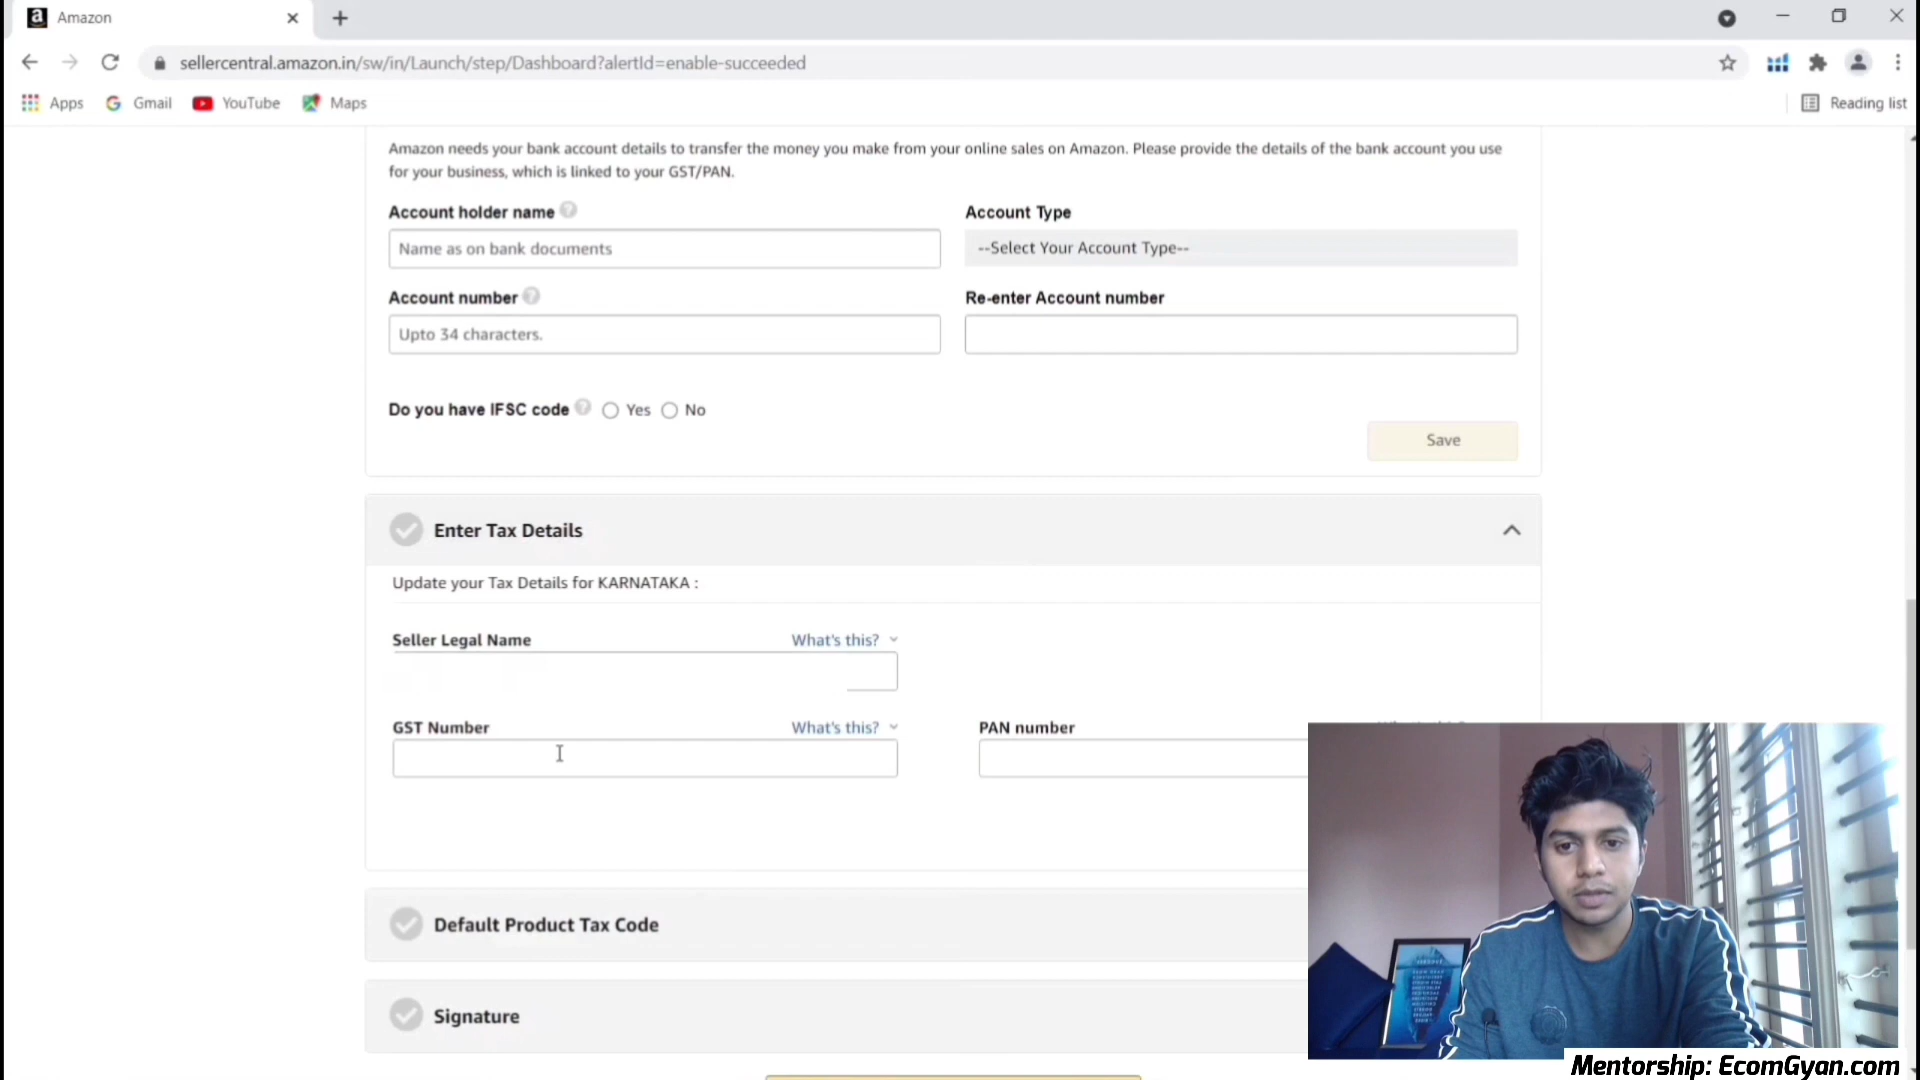 Amazon
sellercentral.amazon.in/sw/in/Launch/step/Dashboard?alertId=enable-succeeded
Apps Gmail YouTube Maps Reading list
Amazon needs your bank account details to transfer the money you make from your online sales on Amazon. Please provide the details of the bank account you use
for your business, which is linked to your GST/PAN.
Account holder name Account Type
Name as on bank documents --Select Your Account Type--
Account number Re-enter Account number
Upto 34 characters.
Do you have IFSC code Yes No
Save
Enter Tax Details
Update your Tax Details for KARNATAKA :
Seller Legal Name What's this?
GST Number What's this? PAN number
Default Product Tax Code
Signature
Mentorship: EcomGyan.com